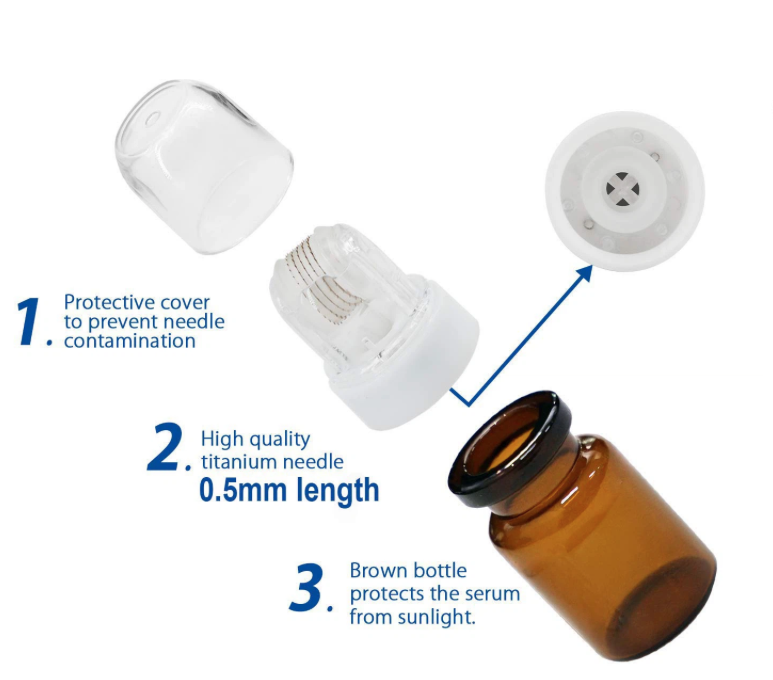 1. Protective cover
to prevent needle
contamination
2. High quality
titanium needle
0.5mm length
3. Brown bottle
protects the serum
from sunlight.